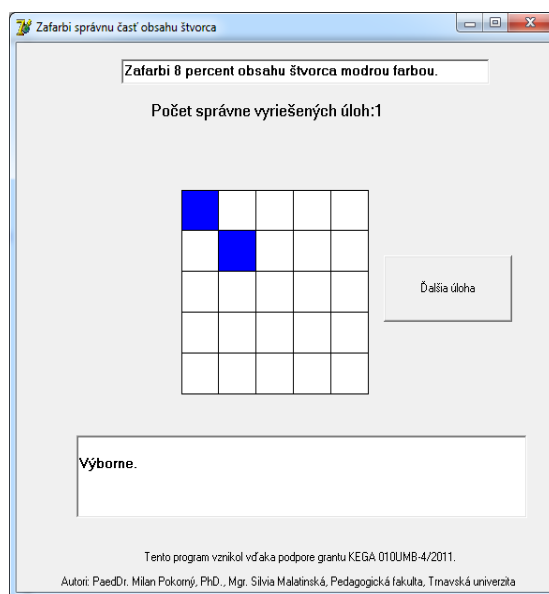 Zafarbi správnu časť obsahu štvorca
Zafarbi 8 percent obsahu štvorca modrou farbou.
Počet správne vyriešených úloh:1
Ďalšia úloha
Výborne.
Tento program vznikol vďaka podpore grantu KEGA 010UMB-4/2011.
Autori: PaedDr. Milan Pokorný, PhD., Mgr. Silvia Malatinská, Pedagogická fakulta, Trnavská univerzita